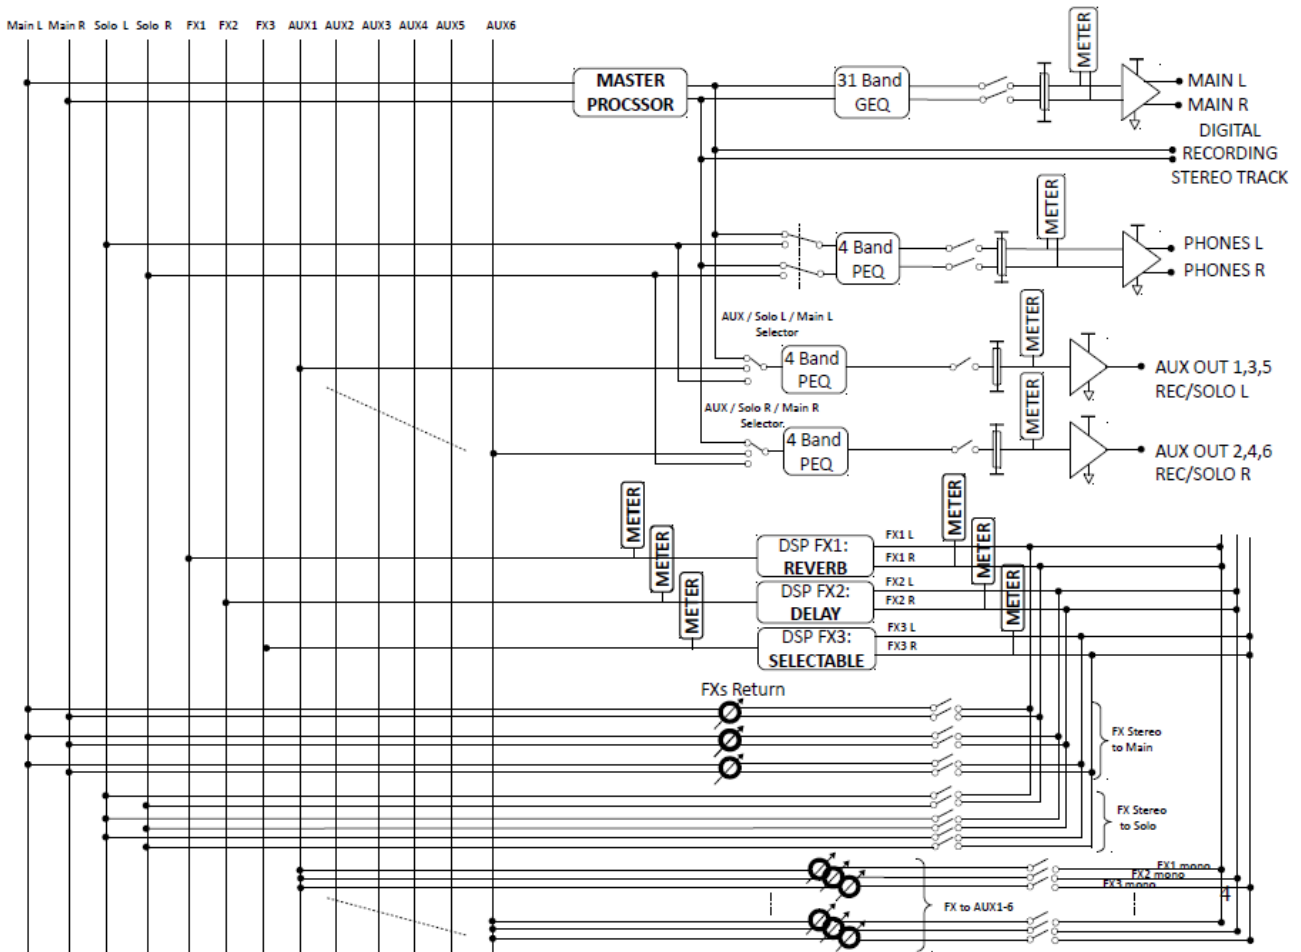 Main L Main R Solo L Solo R FX1 FX2 FX3 AUX1 AUX2 AUX3 AUX4 AUX5 AUX6
METER
MASTER
PROCSSOR
31 Band
GEQ
MAIN L
MAIN R
DIGITAL
RECORDING
STEREO TRACK
METER
4 Band
PEQ
PHONES L
PHONES R
AUX / Solo L / Main L
Selector
METER
4 Band
PEQ
AUX OUT 1,3,5
REC/SOLO L
AUX / Solo R / Main R
Selector.
METER
4 Band
PEQ
AUX OUT 2,4,6
REC/SOLO R
METER
METER
METER
DSP FX1:
REVERB
FX1 L
FX1 R
METER
DSP FX2:
DELAY
FX2 L
FX2 R
METER
DSP FX3:
SELECTABLE
FX3 L
FX3 R
METER
FXs Return
FX Stereo
to Main
FX Stereo
to Solo
FX1 mono
FX2 mono
FX3 mono
4
FX to AUX1-6